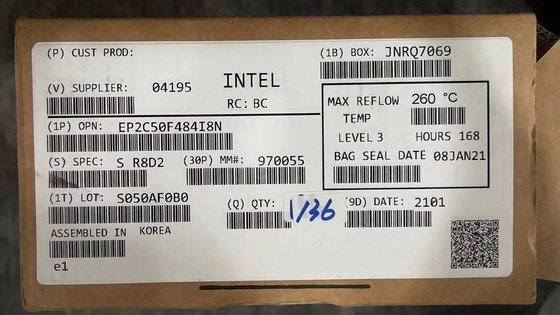 (P) CUST PROD:
(1B) BOX: JNRQ7069
(V) SUPPLIER: 04195
INTEL
RC: BC
MAX REFLOW 260 °C
TEMP
LEVEL 3 HOURS 168
BAG SEAL DATE 08JAN21
(1P) OPN: EP2C50F484I8N
(S) SPEC: S R8D2 (30P) MM#: 970055
(1T) LOT: S050AF0B0
(Q) QTY: 1/36 (9D) DATE: 2101
ASSEMBLED IN KOREA
e1